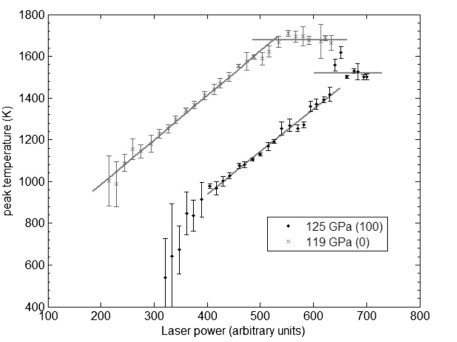 1800
1600
1400
1200
1000
800
600
400
peak temperature (K)
125 GPa (100)
119 GPa (0)
100 200 300 400 500 600 700 800
Laser power (arbitrary units)